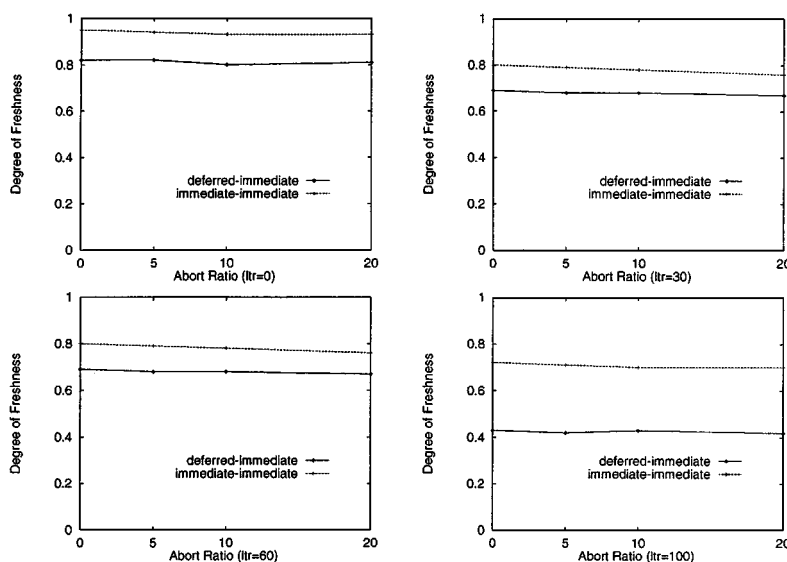 1
0.8
0.6
0.4
0.2
0
Degree of Freshness
deferred-immediate
immediate-immediate
0 5 10 20
Abort Ratio (ltr=0)
1
0.8
0.6
0.4
0.2
0
Degree of Freshness
deferred-immediate
immediate-immediate
0 5 10 20
Abort Ratio (ltr=30)
1
0.8
0.6
0.4
0.2
0
Degree of Freshness
deferred-immediate
immediate-immediate
0 5 10 20
Abort Ratio (ltr=60)
1
0.8
0.6
0.4
0.2
0
Degree of Freshness
deferred-immediate
immediate-immediate
0 5 10 20
Abort Ratio (ltr=100)